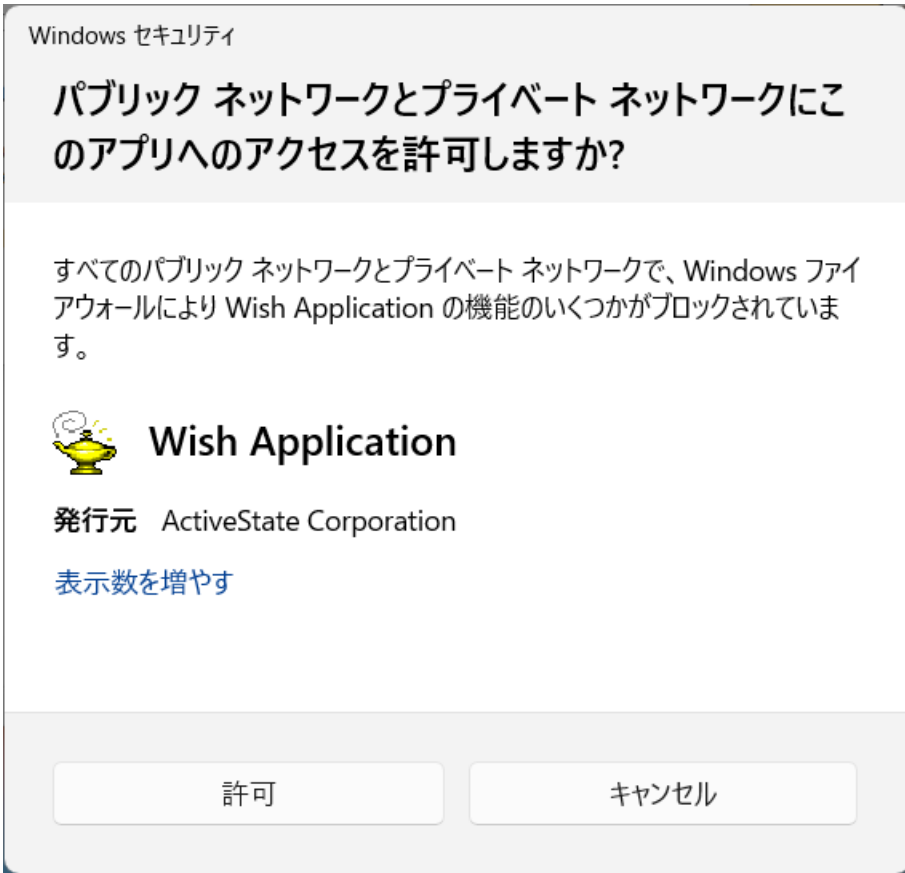 Windows セキュリティ
パブリック ネットワークとプライベート ネットワークにこ
のアプリへのアクセスを許可しますか?
すべてのパブリック ネットワークとプライベート ネットワークで、Windows ファイ
アウォールにより Wish Application の機能のいくつかがブロックされていま
す。
Wish Application
発行元 ActiveState Corporation
表示数を増やす
許可 キャンセル